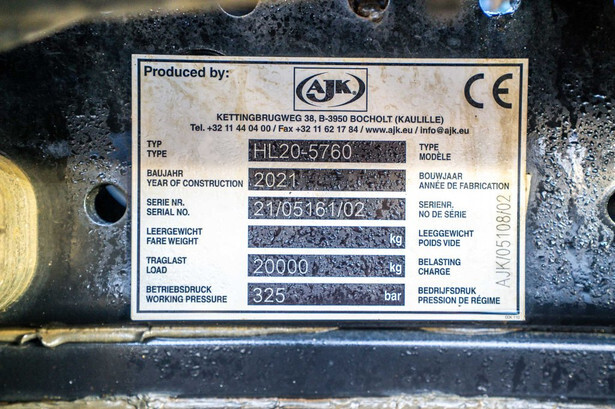 Produced by:
AJK®
CE
KETTINGBRUGWEG 38, B-3950 BOCHOLT (KAULILLE)
Tel. +32 11 44 04 00 / Fax +32 11 62 17 84 / www.ajk.eu / info@ajk.eu
TYP HL20-5760 TYPE
TYPE MODÈLE
BAUJAHR 2021 BOUWJAAR
YEAR OF CONSTRUCTION ANNÉE DE FABRICATION
SERIE NR. 21/05161/02 SERIENR.
SERIAL NO. NO DE SÉRIE
LEERGEWICHT kg LEEGGEWICHT
FARE WEIGHT POIDS VIDE
TRAGLAST 20000 kg BELASTING
LOAD CHARGE
BETRIEBSDRUCK 325 bar BEDRIJFSDUK
WORKING PRESSURE PRESSION DE RÉGIME
AJK/05108/02